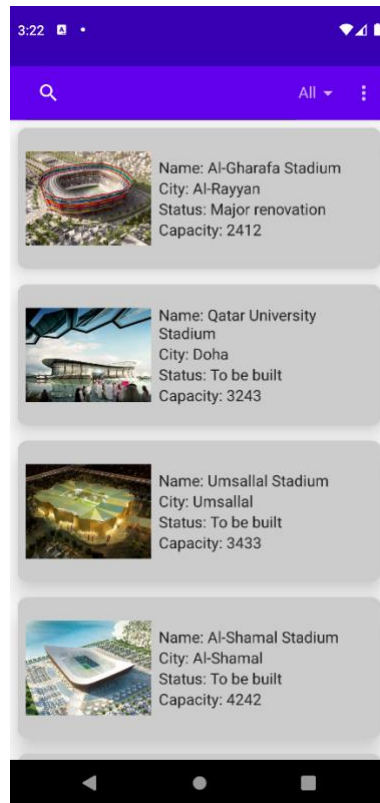 3:22
All
Name: Al-Gharafa Stadium
City: Al-Rayyan
Status: Major renovation
Capacity: 2412
Name: Qatar University
Stadium
City: Doha
Status: To be built
Capacity: 3243
Name: Umsallal Stadium
City: Umsallal
Status: To be built
Capacity: 3433
Name: Al-Shamal Stadium
City: Al-Shamal
Status: To be built
Capacity: 4242